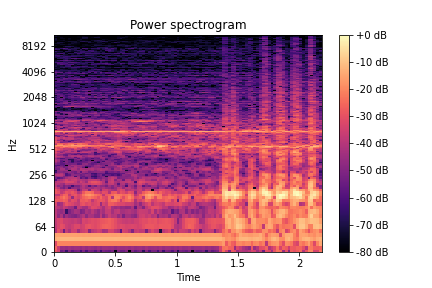 Power spectrogram
Hz
8192
4096
2048
1024
512
256
128
64
0
0 0.5 1 1.5 2
Time
+0 dB
-10 dB
-20 dB
-30 dB
-40 dB
-50 dB
-60 dB
-70 dB
-80 dB